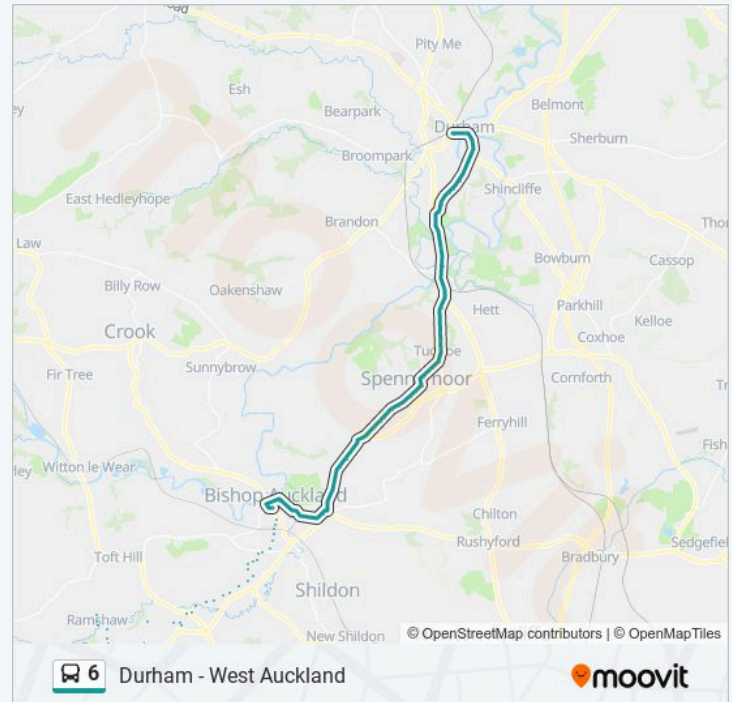 Pity Me
Esh
Belmont
Bearpark
Durham
Sherburn
Broompark
Shincliffe
East Hedleyhope
Brandon
Law
Bowburn
Cassop
Billy Row
Oakenshaw
Hett
Parkhill
Kelloe
Crook
Coxhoe
Sunnybrow
Fir Tree
Spennymoor
Cornforth
Ferryhill
Witton le Wear
Bishop Auckland
Chilton
Rushyford
Toft Hill
Bradbury
Shildon
Ramshaw
New Shildon
© OpenStreetMap contributors | © OpenMapTiles
6 Durham - West Auckland
moovit